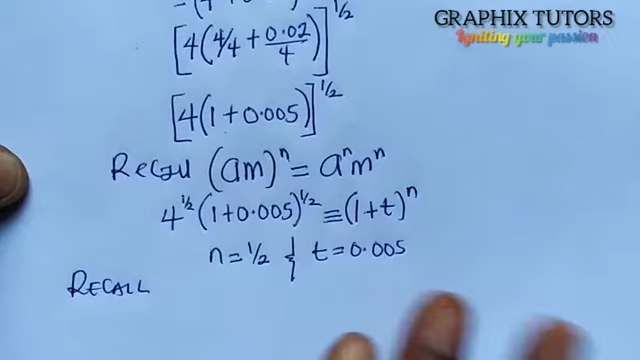 GRAPHIX TUTORS
Igniting your passion
[4(4/4 + 0.02/4)]^1/2
[4(1 + 0.005)]^1/2
Recall (am)^n = a^n m^n
4^1/2 (1 + 0.005)^1/2 ≡ (1 + t)^n
n = 1/2 & t = 0.005
RECALL